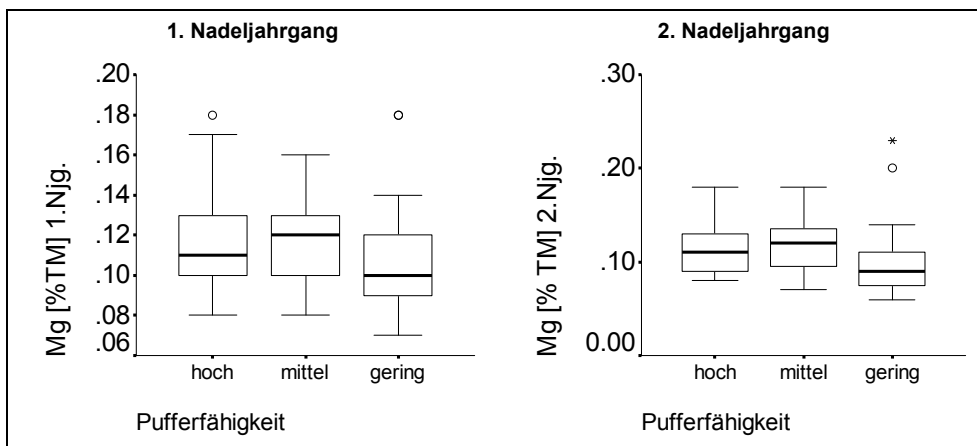 1. Nadeljahrgang
Mg [%TM] 1.Njg.
.20
.18
.16
.14
.12
.10
.08
.06
hoch mittel gering
Pufferfähigkeit
2. Nadeljahrgang
Mg [% TM] 2.Njg.
.30
.20
.10
0.00
hoch mittel gering
Pufferfähigkeit